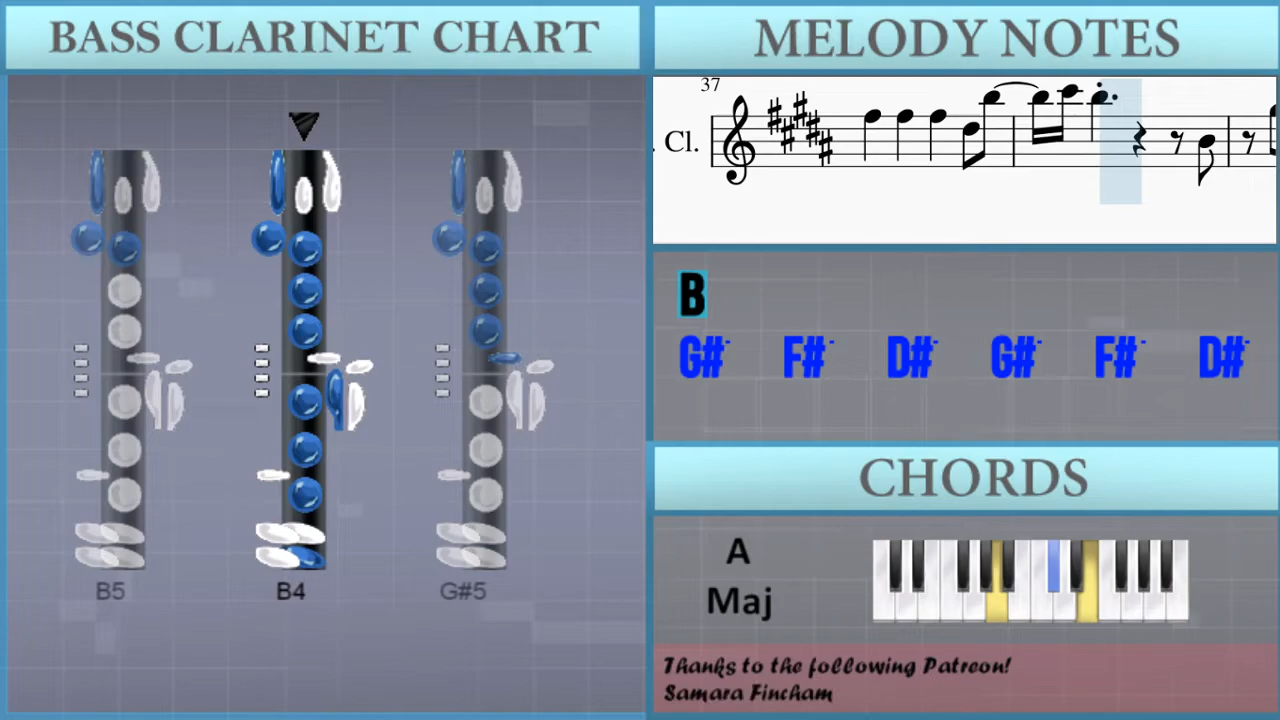 BASS CLARINET CHART
B5
B4
G#5
MELODY NOTES
37
. Cl.
B
G#- F#- D#- G#- F#- D#-
CHORDS
A
Maj
Thanks to the following Patreon!
Samara Fincham